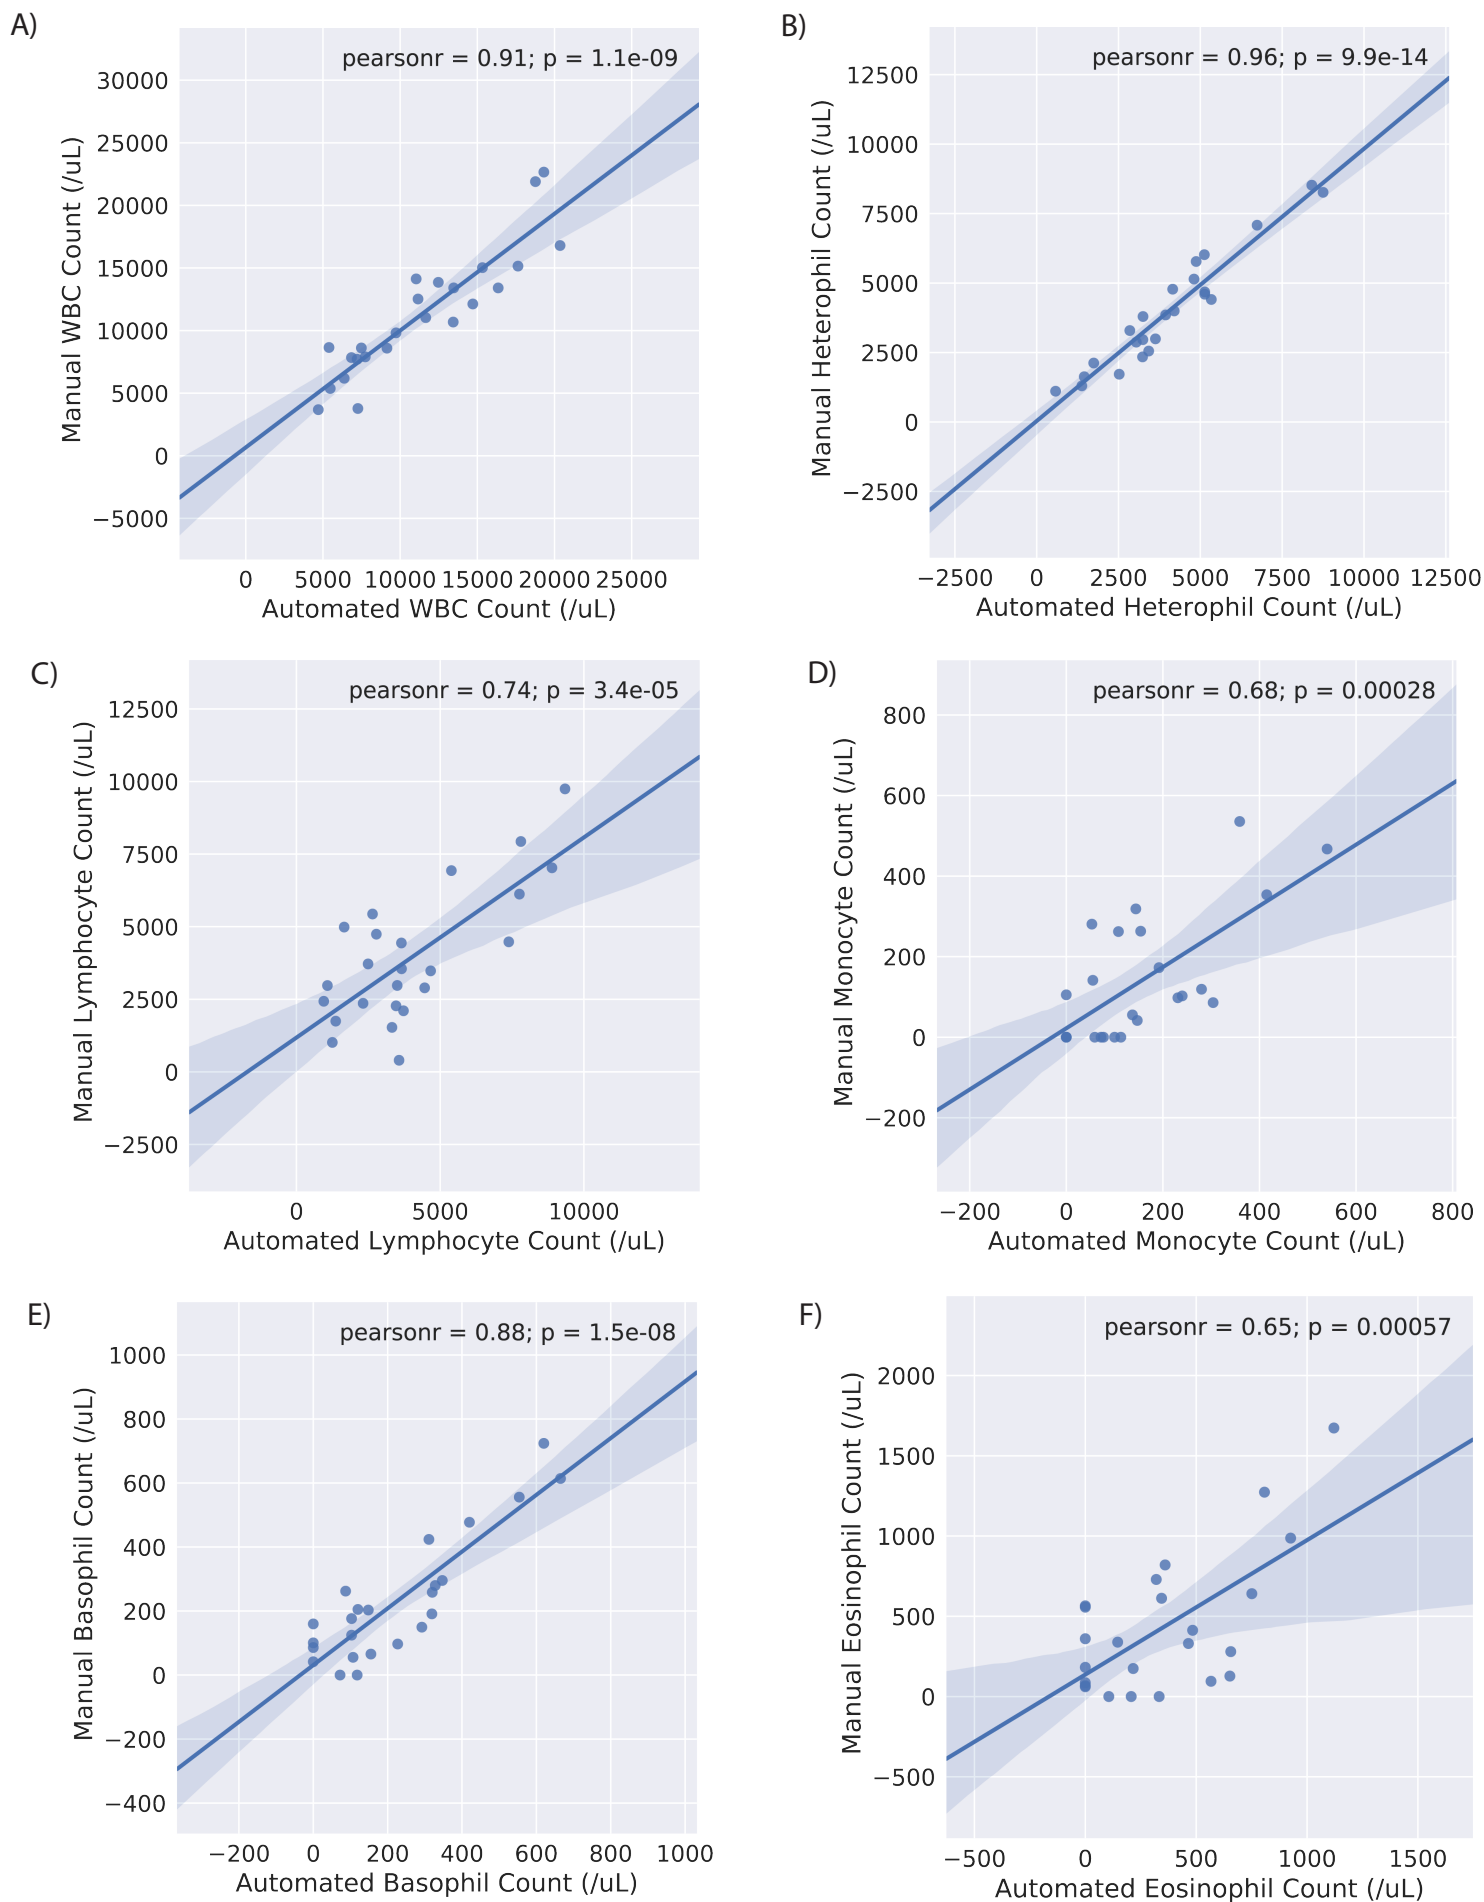 A)
pearsonr = 0.91; p = 1.1e-09
30000
25000
20000
15000
10000
5000
0
−5000
Manual WBC Count (/uL)
0 5000 10000 15000 20000 25000
Automated WBC Count (/uL)
B)
pearsonr = 0.96; p = 9.9e-14
12500
10000
7500
5000
2500
0
−2500
Manual Heterophil Count (/uL)
−2500 0 2500 5000 7500 10000 12500
Automated Heterophil Count (/uL)
C)
pearsonr = 0.74; p = 3.4e-05
12500
10000
7500
5000
2500
0
−2500
Manual Lymphocyte Count (/uL)
0 5000 10000
Automated Lymphocyte Count (/uL)
D)
pearsonr = 0.68; p = 0.00028
800
600
400
200
0
−200
Manual Monocyte Count (/uL)
−200 0 200 400 600 800
Automated Monocyte Count (/uL)
E)
pearsonr = 0.88; p = 1.5e-08
1000
800
600
400
200
0
−200
−400
Manual Basophil Count (/uL)
−200 0 200 400 600 800 1000
Automated Basophil Count (/uL)
F)
pearsonr = 0.65; p = 0.00057
2000
1500
1000
500
0
−500
Manual Eosinophil Count (/uL)
−500 0 500 1000 1500
Automated Eosinophil Count (/uL)